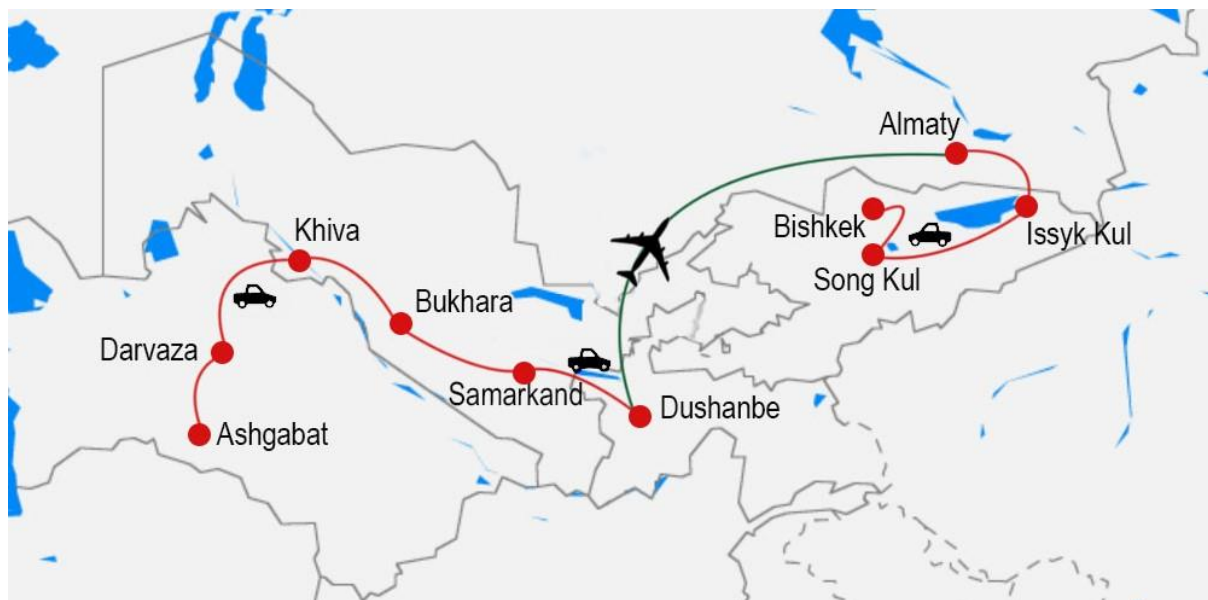 Almaty
Bishkek
Issyk Kul
Khiva
Song Kul
Bukhara
Darvaza
Samarkand
Dushanbe
Ashgabat